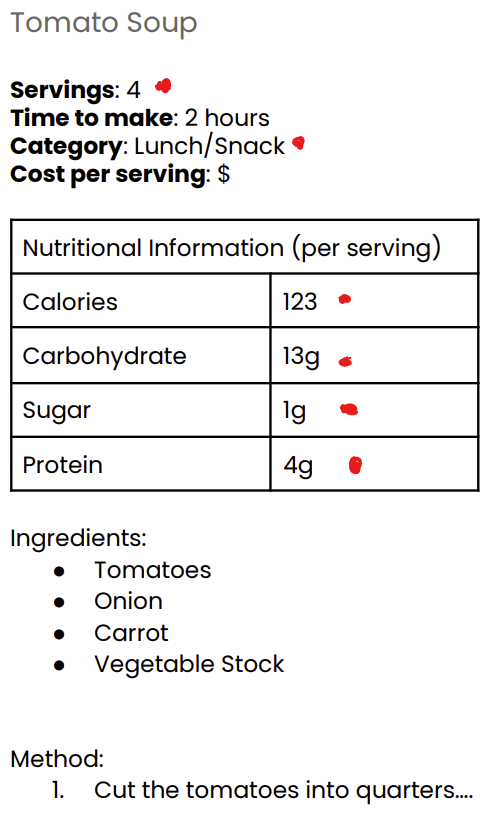 Tomato Soup
Servings: 4
Time to make: 2 hours
Category: Lunch/Snack
Cost per serving: $
Nutritional Information (per serving)
Calories 123
Carbohydrate 13g
Sugar 1g
Protein 4g
Ingredients:
● Tomatoes
● Onion
● Carrot
● Vegetable Stock
Method:
1. Cut the tomatoes into quarters....